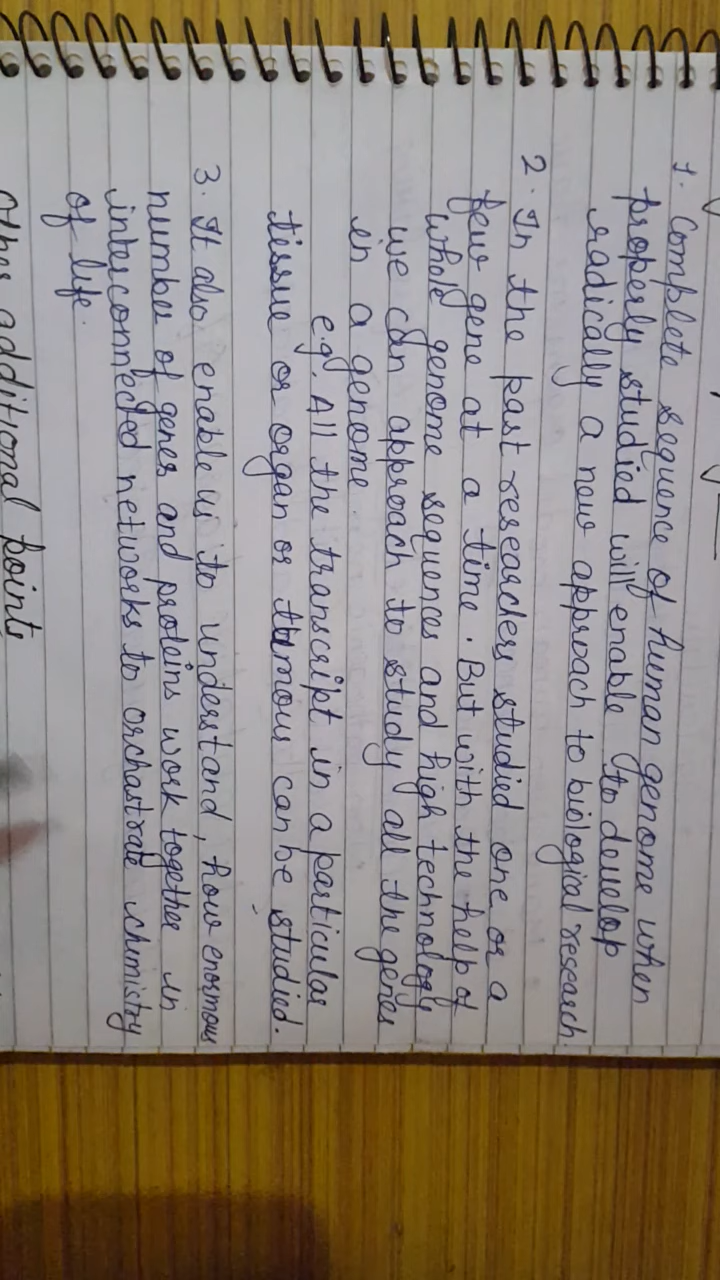 1. Complete sequence of human genome when
properly studied will enable to develop
radically a new approach to biological research.
2. In the past researchers studied one or a
few gene at a time. But with the help of
whole genome sequences and high technology
we can approach to study all the genes
in a genome.
e.g. All the transcript in a particular
tissue or organ or tumour can be studied.
3. It also enable us to understand, how enormous
number of genes and proteins work together in
interconnected networks to orchastrate chemistry
of life.
Other additional points